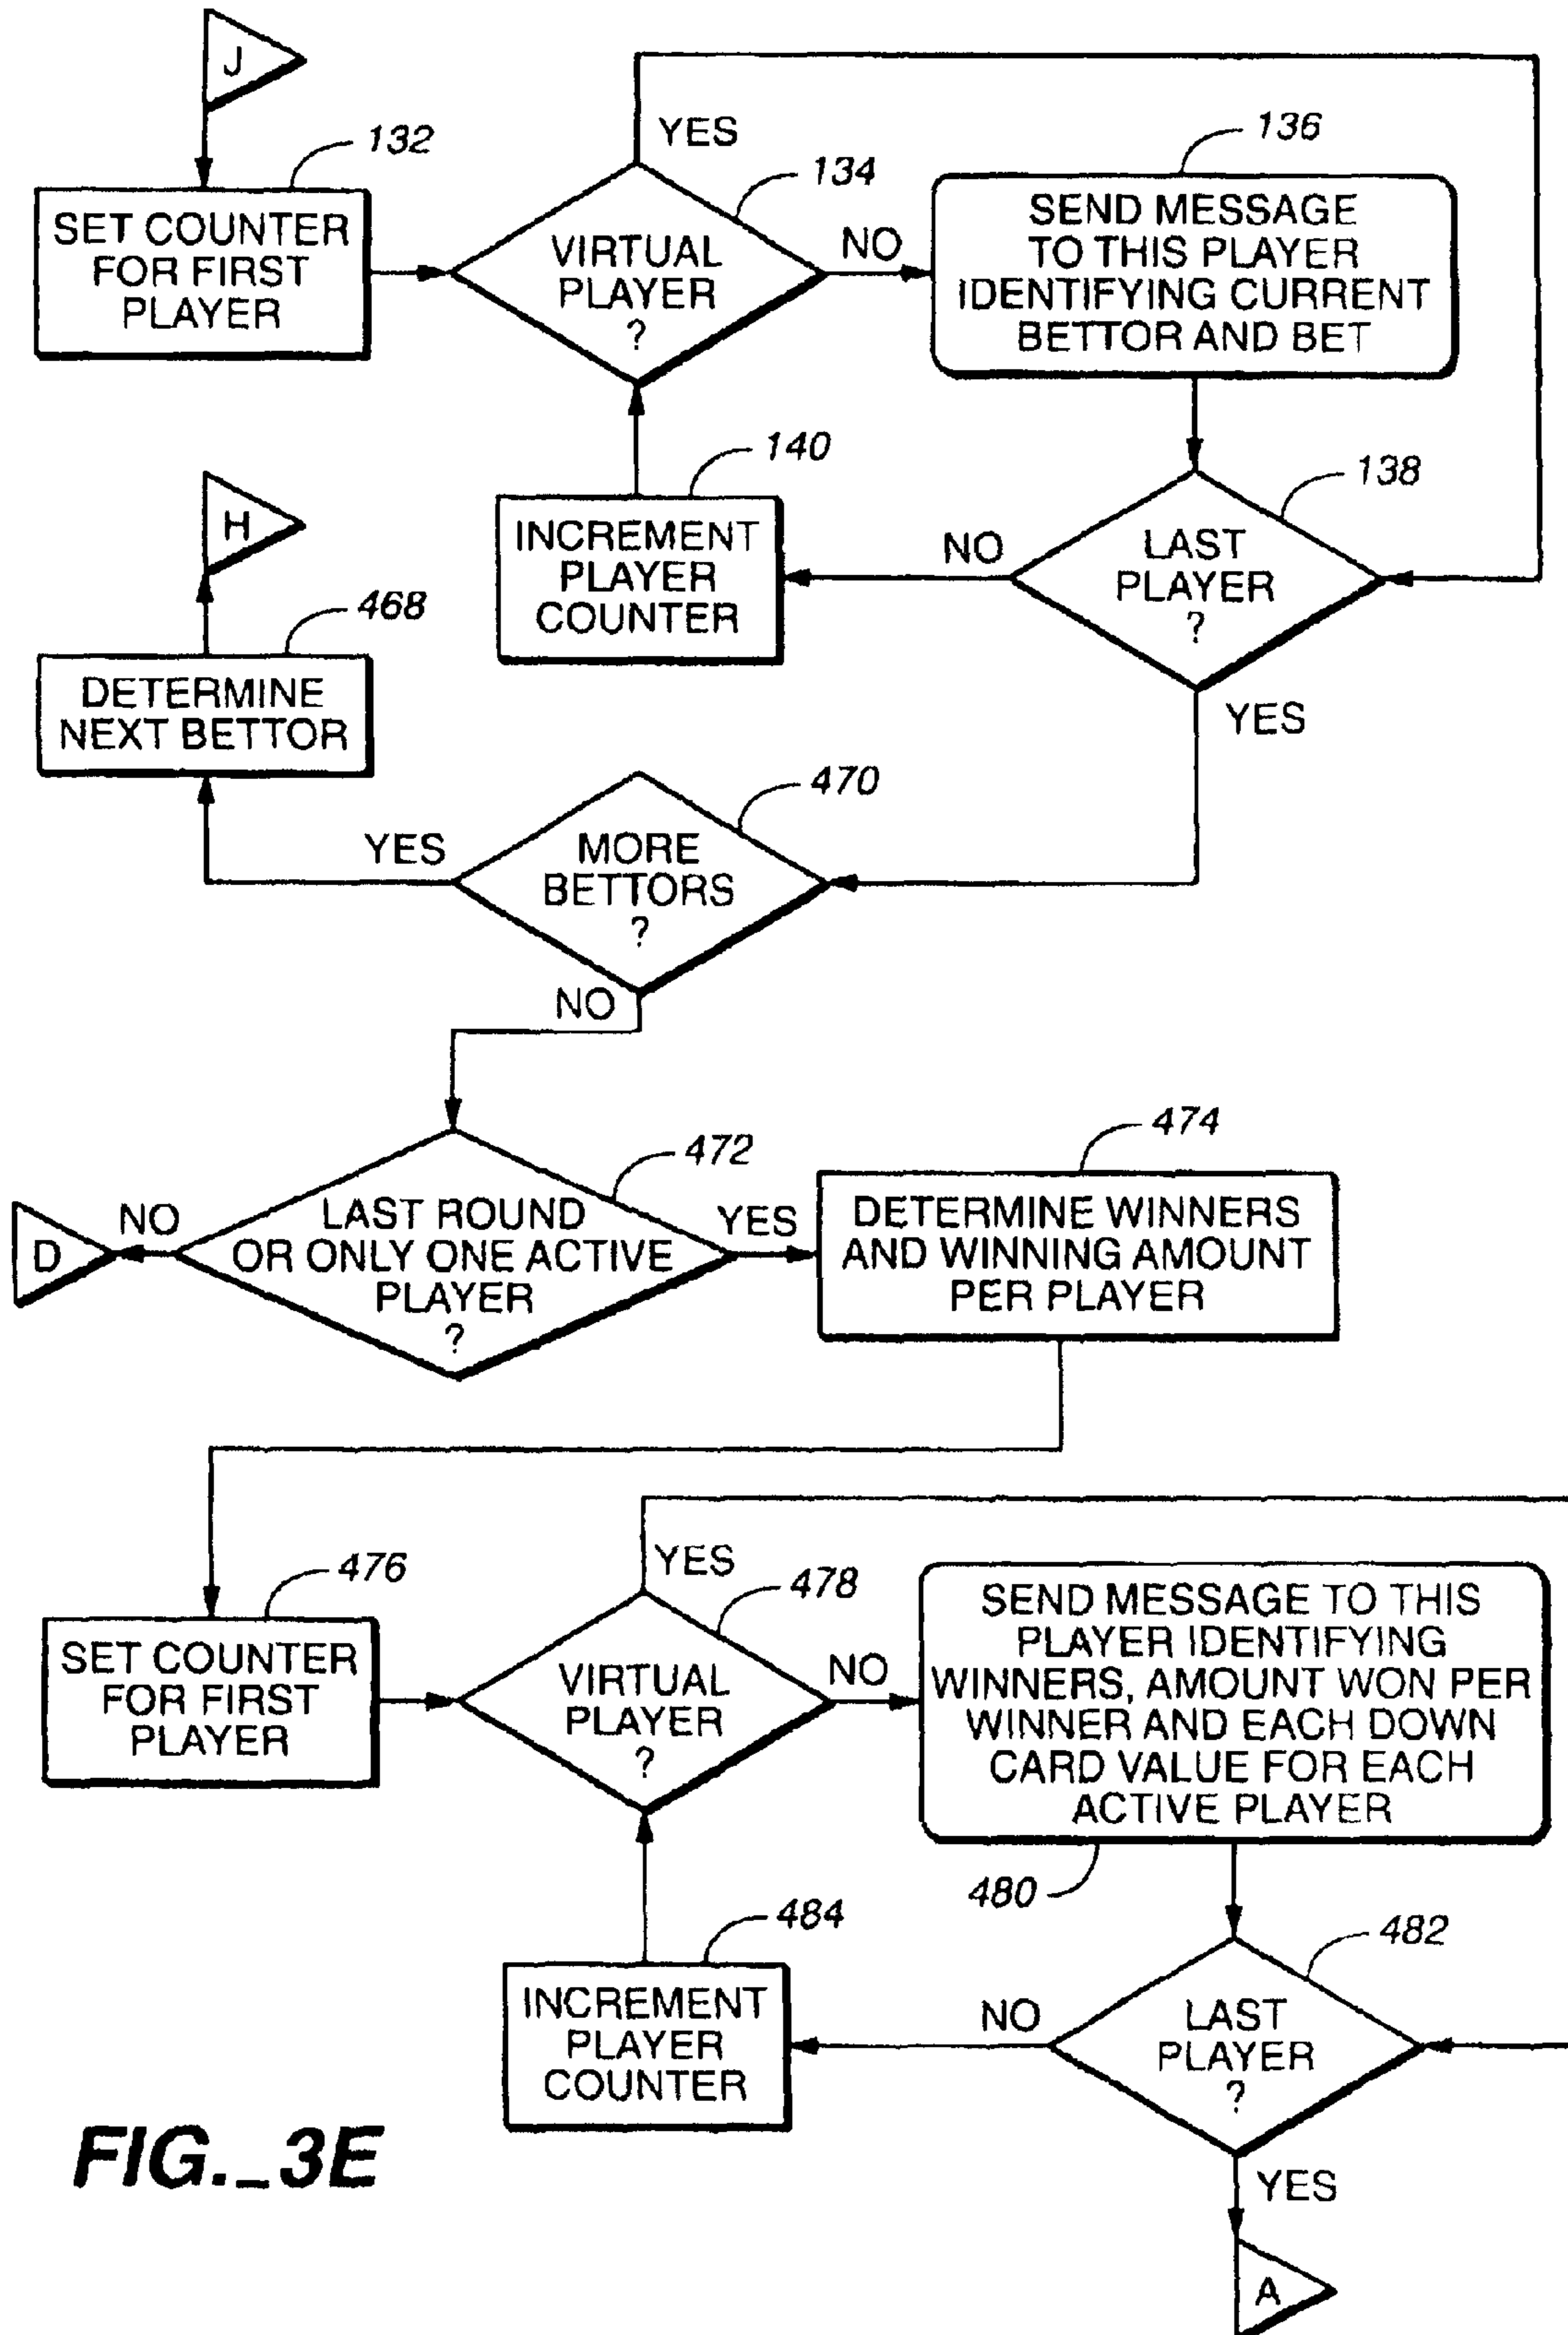 J
132
SET COUNTER
FOR FIRST
PLAYER
YES
134
VIRTUAL
PLAYER
?
NO
136
SEND MESSAGE
TO THIS PLAYER
IDENTIFYING CURRENT
BETTOR AND BET
138
LAST
PLAYER
?
NO
140
INCREMENT
PLAYER
COUNTER
YES
H
468
DETERMINE
NEXT BETTOR
470
MORE
BETTORS
?
YES
NO
472
LAST ROUND
OR ONLY ONE ACTIVE
PLAYER
?
NO
D
YES
474
DETERMINE WINNERS
AND WINNING AMOUNT
PER PLAYER
476
SET COUNTER
FOR FIRST
PLAYER
YES
478
VIRTUAL
PLAYER
?
NO
SEND MESSAGE TO THIS
PLAYER IDENTIFYING
WINNERS, AMOUNT WON PER
WINNER AND EACH DOWN
CARD VALUE FOR EACH
ACTIVE PLAYER
480
482
LAST
PLAYER
?
NO
484
INCREMENT
PLAYER
COUNTER
YES
A
FIG._3E